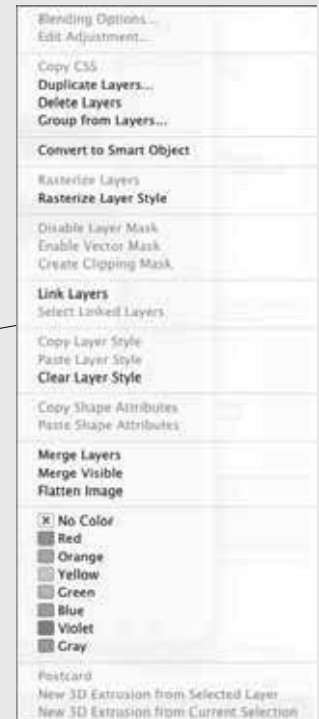 Blending Options...
Edit Adjustment...
Copy CSS
Duplicate Layers...
Delete Layers
Group from Layers...
Convert to Smart Object
Rasterize Layers
Rasterize Layer Style
Disable Layer Mask
Enable Vector Mask
Create Clipping Mask
Link Layers
Select Linked Layers
Copy Layer Style
Paste Layer Style
Clear Layer Style
Copy Shape Attributes
Paste Shape Attributes
Merge Layers
Merge Visible
Flatten Image
No Color
Red
Orange
Yellow
Green
Blue
Violet
Gray
Postcard
New 3D Extrusion from Selected Layer
New 3D Extrusion from Current Selection